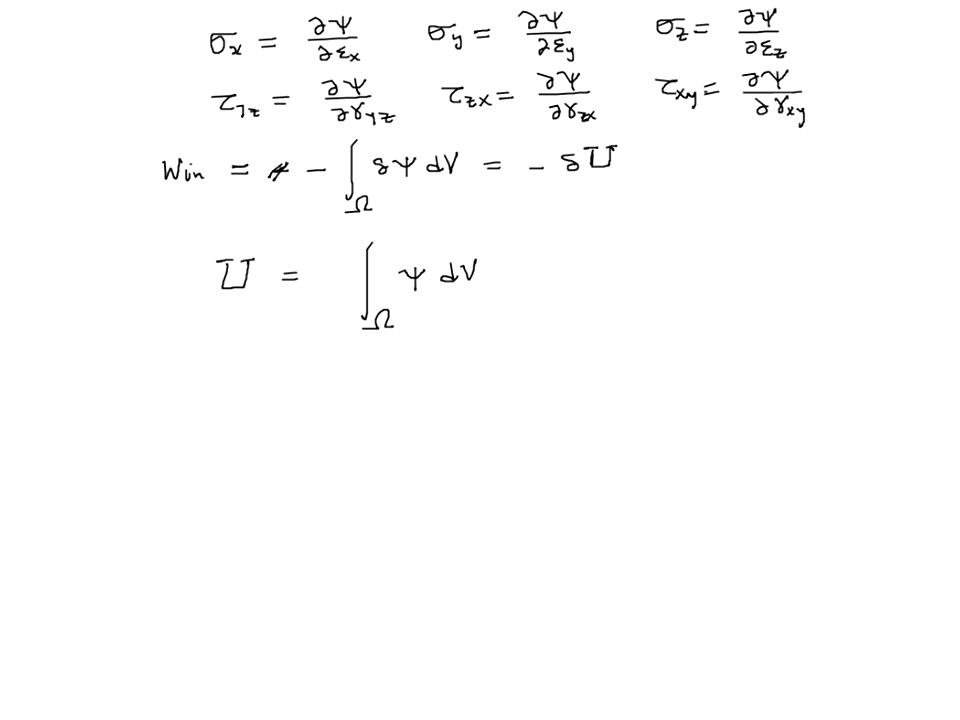 σx = ∂Ψ/∂εx σy = ∂Ψ/∂εy σz = ∂Ψ/∂εz
τyz = ∂Ψ/∂γyz τzx = ∂Ψ/∂γzx τxy = ∂Ψ/∂γxy
Win = - ∫Ω δΨ dV = - δU
U = ∫Ω Ψ dV